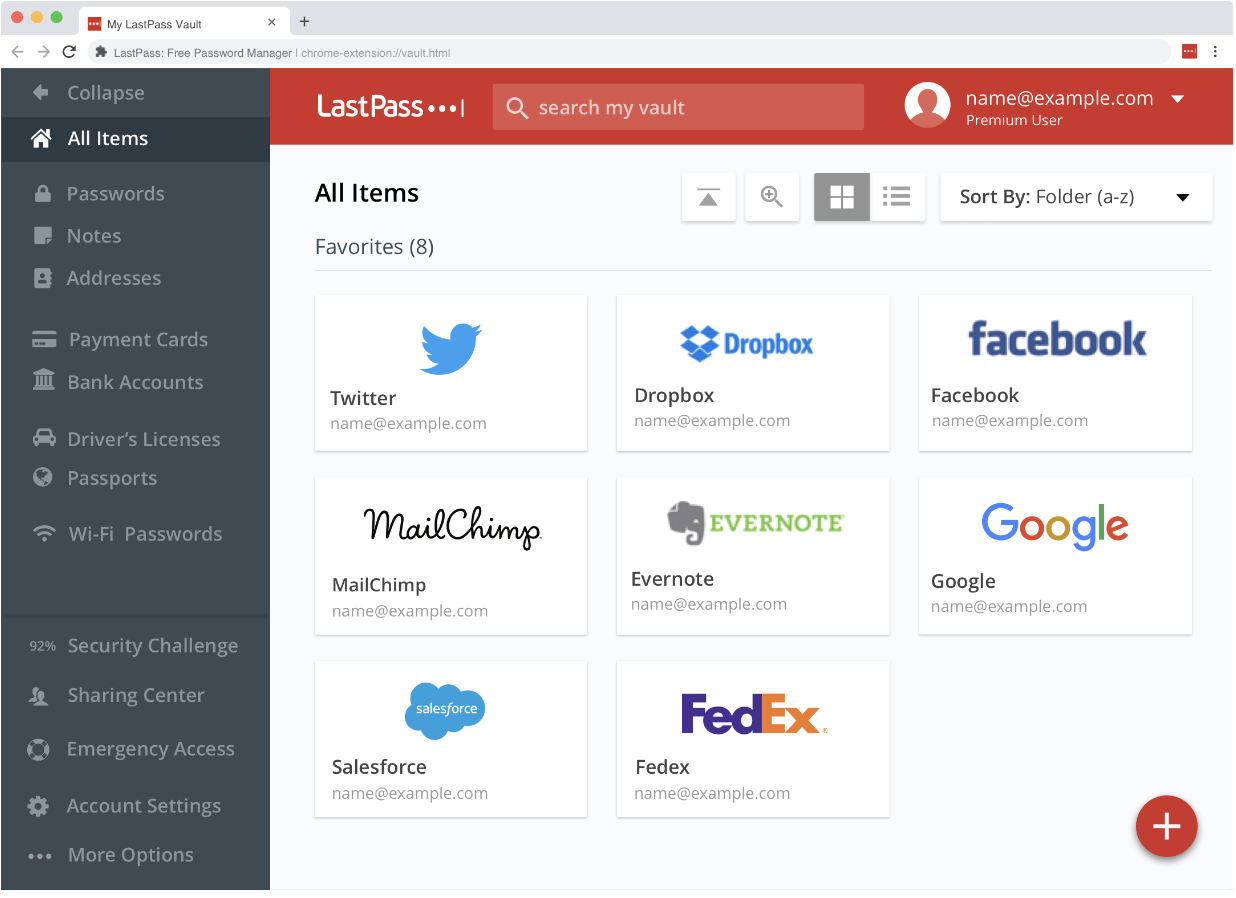 My LastPass Vault
LastPass: Free Password Manager | chrome-extension://vault.html
Collapse
All Items
Passwords
Notes
Addresses
Payment Cards
Bank Accounts
Driver's Licenses
Passports
Wi-Fi Passwords
92% Security Challenge
Sharing Center
Emergency Access
Account Settings
More Options
LastPass
search my vault
name@example.com
Premium User
All Items
Sort By: Folder (a-z)
Favorites (8)
Twitter
name@example.com
Dropbox
Dropbox
name@example.com
facebook
Facebook
name@example.com
MailChimp
MailChimp
name@example.com
EVERNOTE
Evernote
name@example.com
Google
Google
name@example.com
salesforce
Salesforce
name@example.com
FedEx
Fedex
name@example.com